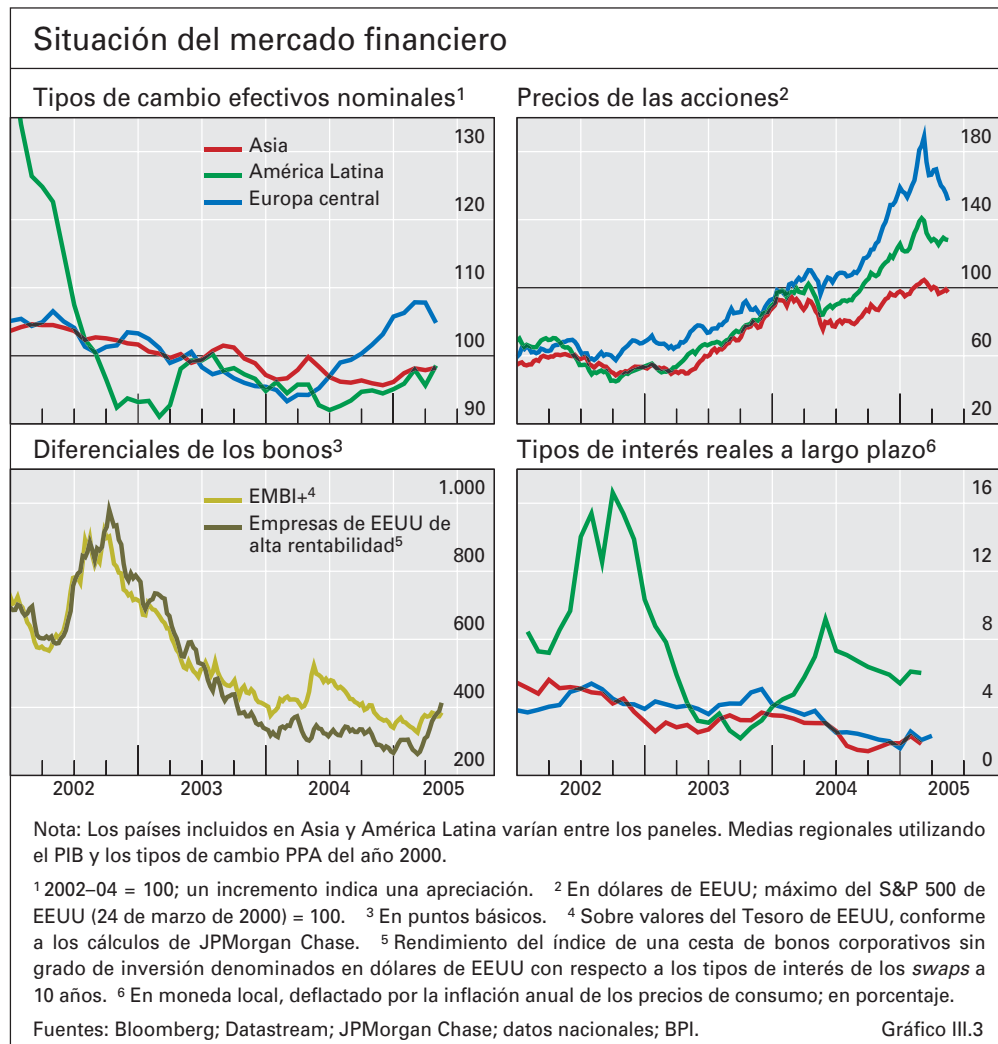 Situación del mercado financiero
Tipos de cambio efectivos nominales¹
Asia
América Latina
Europa central
130
120
110
100
90
Precios de las acciones²
180
140
100
60
20
Diferenciales de los bonos³
EMBI+⁴
Empresas de EEUU de
alta rentabilidad⁵
1.000
800
600
400
200
2002
2003
2004
2005
Tipos de interés reales a largo plazo⁶
16
12
8
4
0
2002
2003
2004
2005
Nota: Los países incluidos en Asia y América Latina varían entre los paneles. Medias regionales utilizando
el PIB y los tipos de cambio PPA del año 2000.
¹ 2002–04 = 100; un incremento indica una apreciación. ² En dólares de EEUU; máximo del S&P 500 de
EEUU (24 de marzo de 2000) = 100. ³ En puntos básicos. ⁴ Sobre valores del Tesoro de EEUU, conforme
a los cálculos de JPMorgan Chase. ⁵ Rendimiento del índice de una cesta de bonos corporativos sin
grado de inversión denominados en dólares de EEUU con respecto a los tipos de interés de los swaps a
10 años. ⁶ En moneda local, deflactado por la inflación anual de los precios de consumo; en porcentaje.
Fuentes: Bloomberg; Datastream; JPMorgan Chase; datos nacionales; BPI. Gráfico III.3